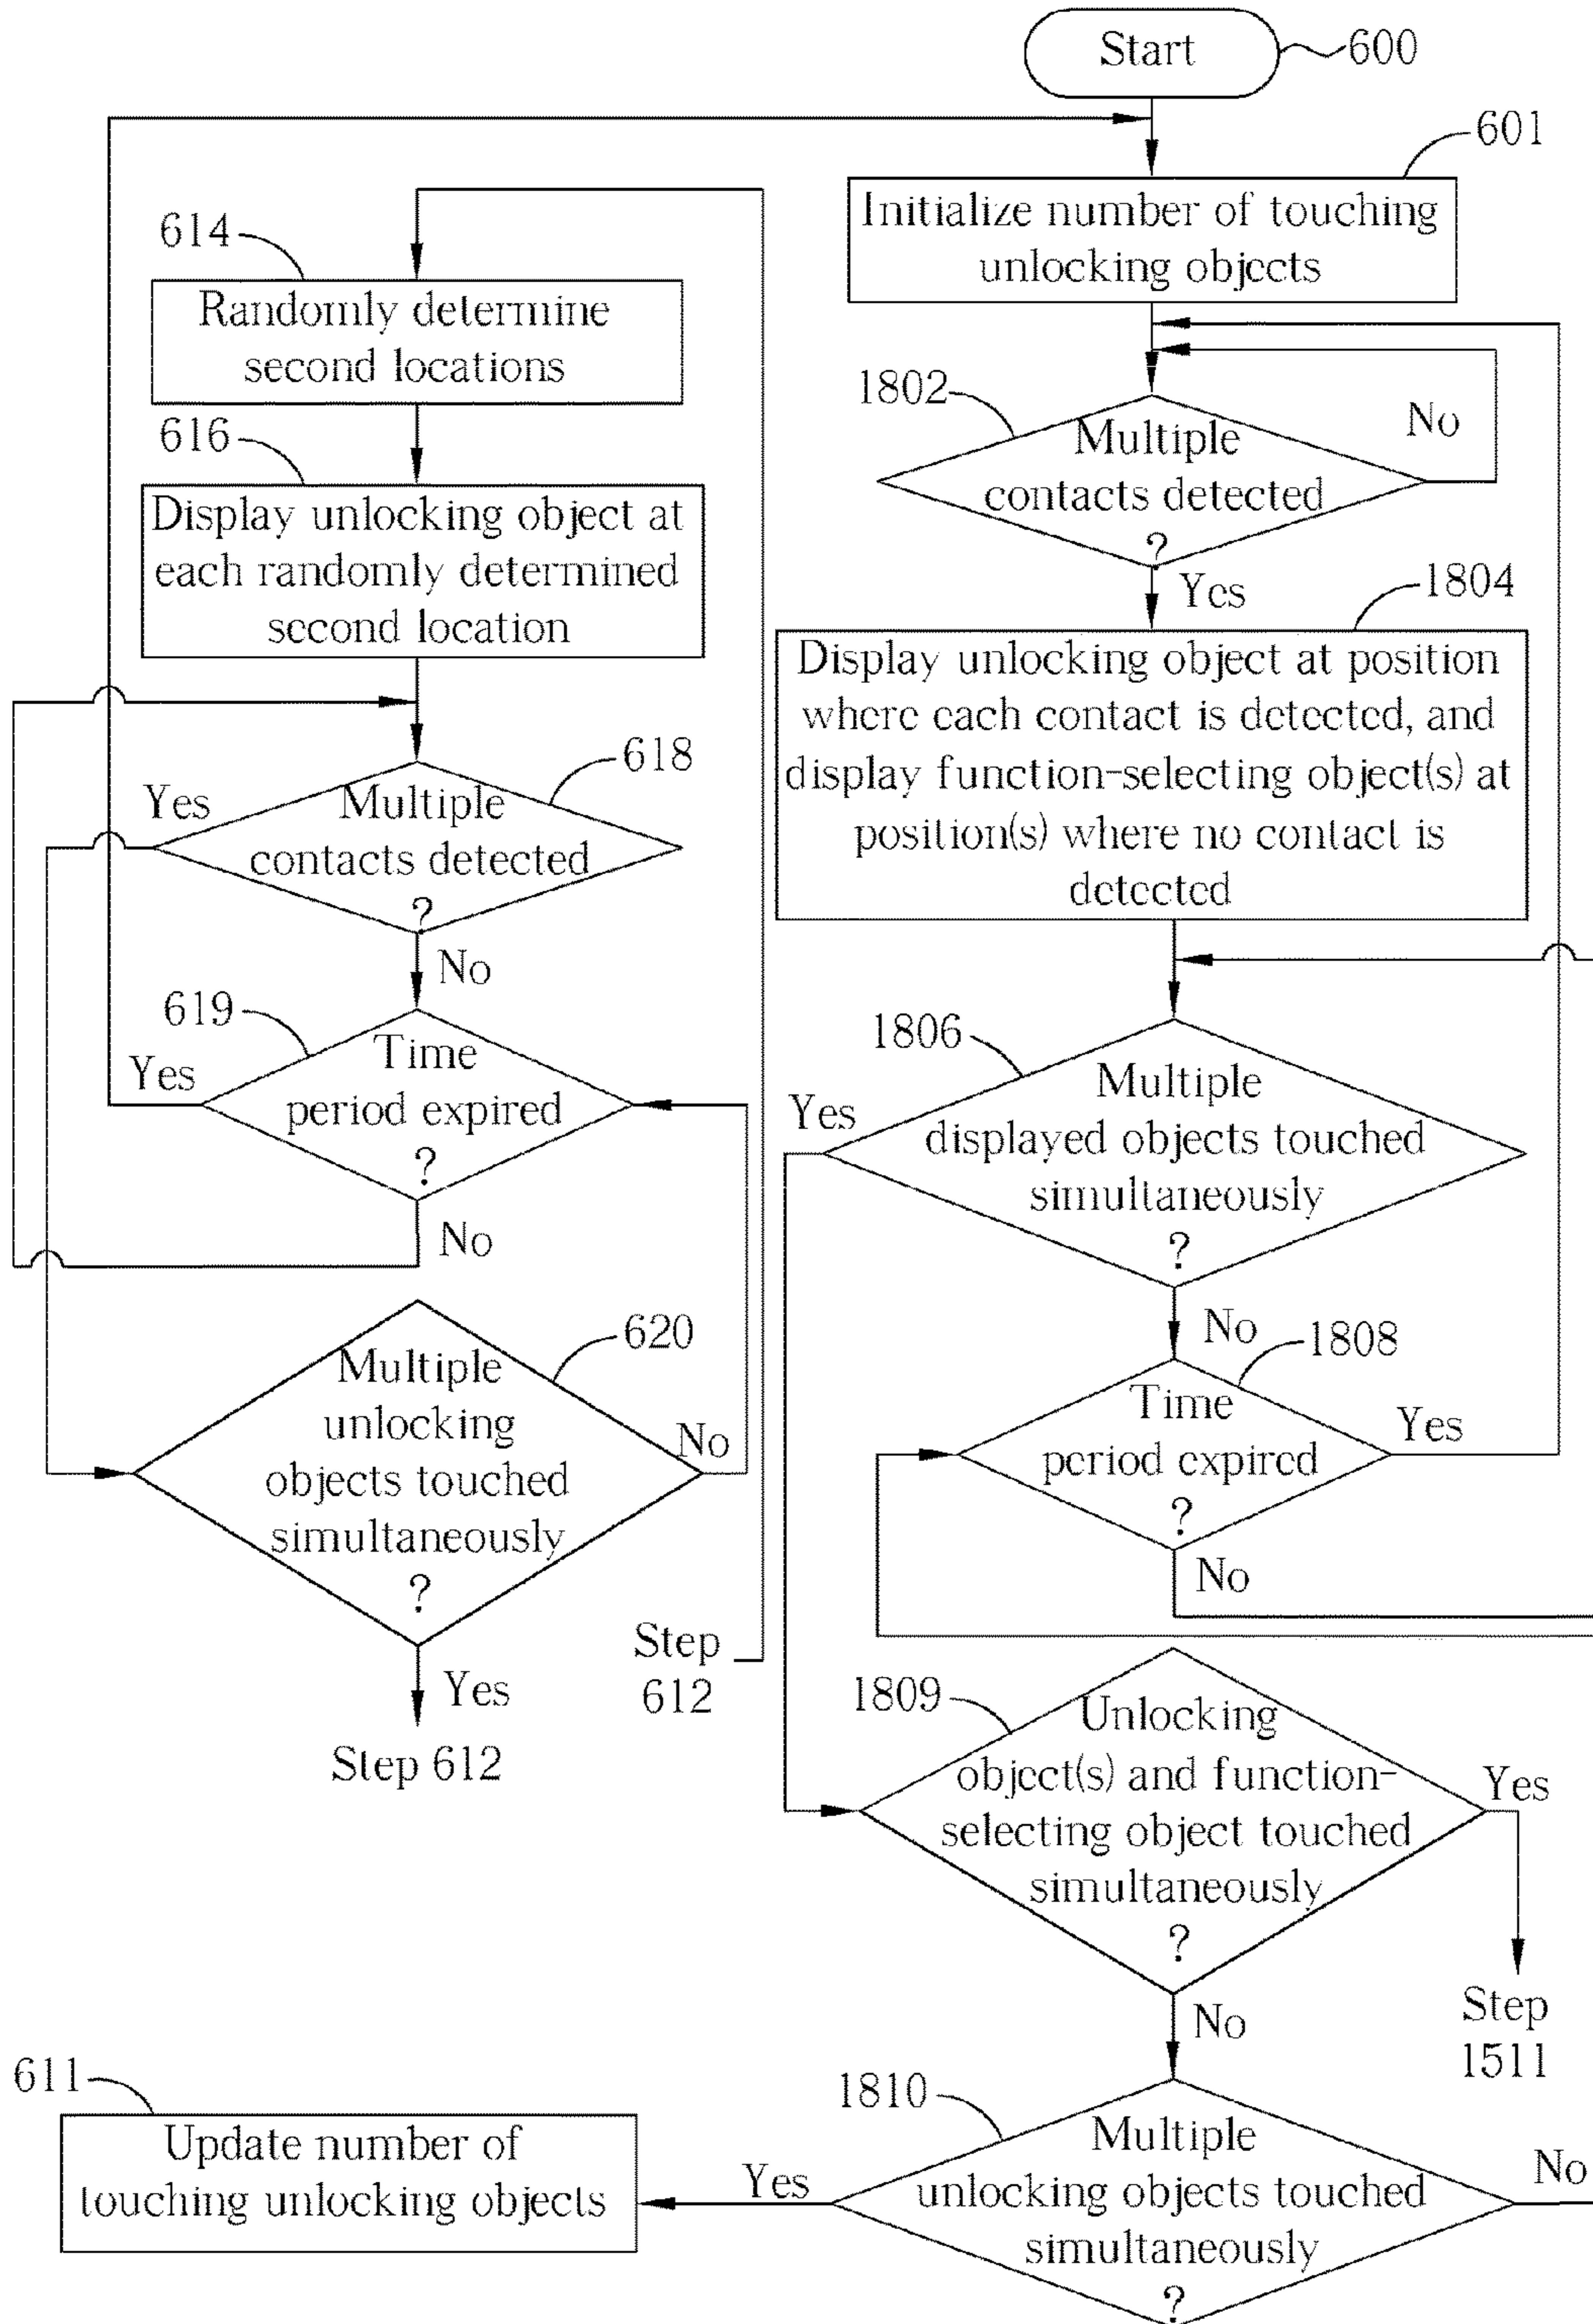 Start
600
601
Initialize number of touching
unlocking objects
1802
Multiple
contacts detected
?
No
Yes
1804
Display unlocking object at position
where each contact is detected, and
display function-selecting object(s) at
position(s) where no contact is
detected
1806
Multiple
displayed objects touched
simultaneously
?
Yes
No
1808
Time
period expired
?
Yes
No
1809
Unlocking
object(s) and function-
selecting object touched
simultaneously
?
Yes
Step
1511
No
1810
Multiple
unlocking objects touched
simultaneously
?
No
Yes
611
Update number of
touching unlocking objects
614
Randomly determine
second locations
616
Display unlocking object at
each randomly determined
second location
618
Yes
Multiple
contacts detected
?
No
619
Yes
Time
period expired
?
No
620
Multiple
unlocking
objects touched
simultaneously
?
No
Yes
Step 612
Step
612